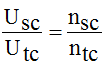 U_sc / U_tc = n_sc / n_tc